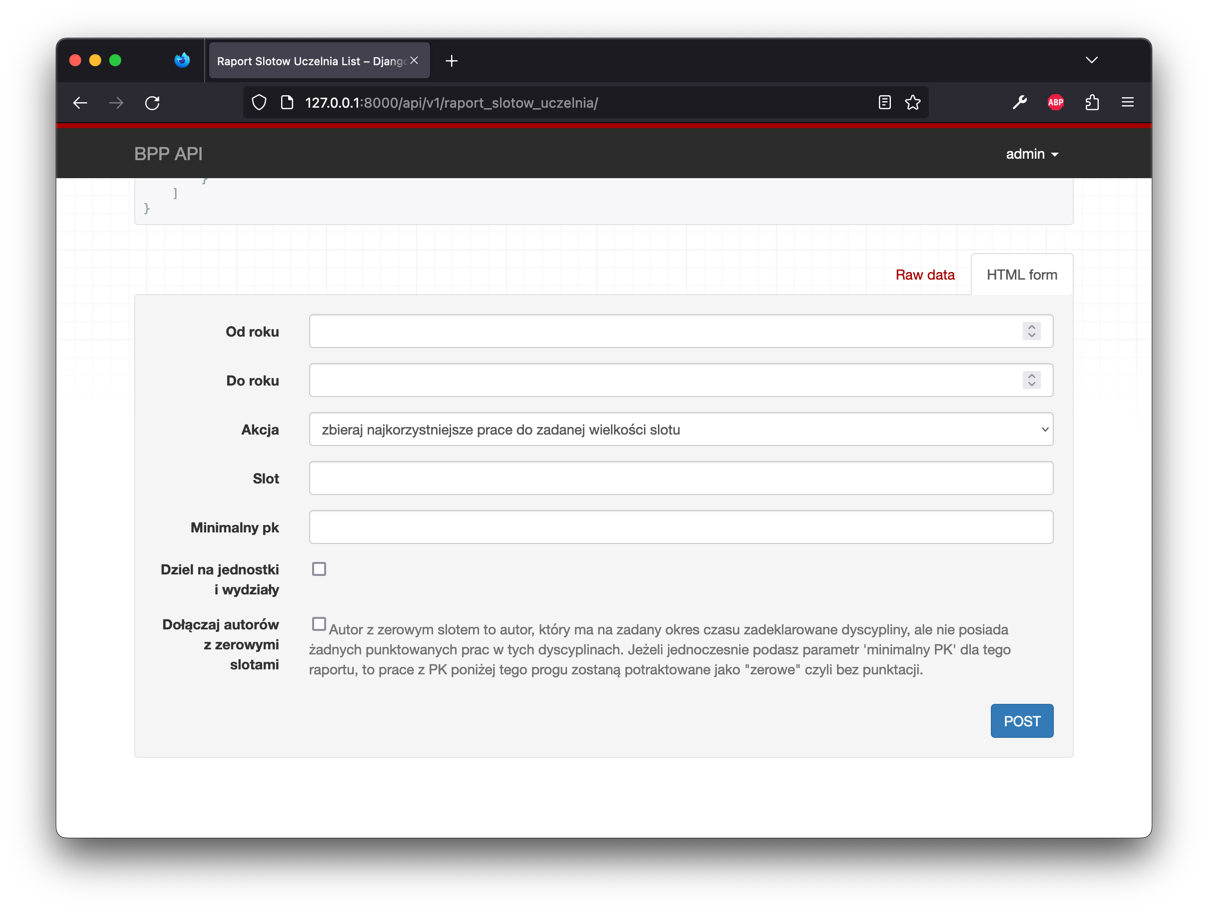 Raport Slotow Uczelnia List – Djang
127.0.0.1:8000/api/v1/raport_slotow_uczelnia/
ABP
BPP API
admin
}
]
}
Raw data
HTML form
Od roku
Do roku
Akcja
zbieraj najkorzystniejsze prace do zadanej wielkości slotu
Slot
Minimalny pk
Dziel na jednostki
i wydziały
Dołączaj autorów
z zerowymi
slotami
Autor z zerowym slotem to autor, który ma na zadany okres czasu zadeklarowane dyscypliny, ale nie posiada
żadnych punktowanych prac w tych dyscyplinach. Jeżeli jednoczesnie podasz parametr 'minimalny PK' dla tego
raportu, to prace z PK poniżej tego progu zostaną potraktowane jako "zerowe" czyli bez punktacji.
POST